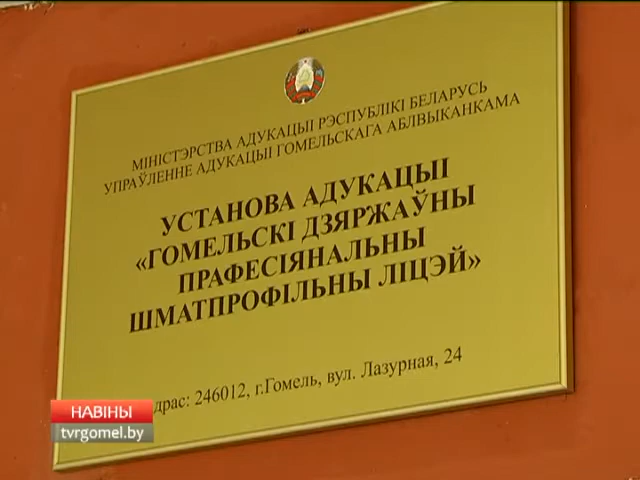 МІНІСТЭРСТВА АДУКАЦЫІ РЭСПУБЛІКІ БЕЛАРУСЬ
УПРАЎЛЕННЕ АДУКАЦЫІ ГОМЕЛЬСКАГА АБЛВЫКАНКАМА
УСТАНОВА АДУКАЦЫІ
«ГОМЕЛЬСКІ ДЗЯРЖАЎНЫ
ПРАФЕСІЯНАЛЬНЫ
ШМАТПРОФІЛЬНЫ ЛІЦЭЙ»
драс: 246012, г.Гомель, вул. Лазурная, 24
НАВІНЫ
tvrgomel.by